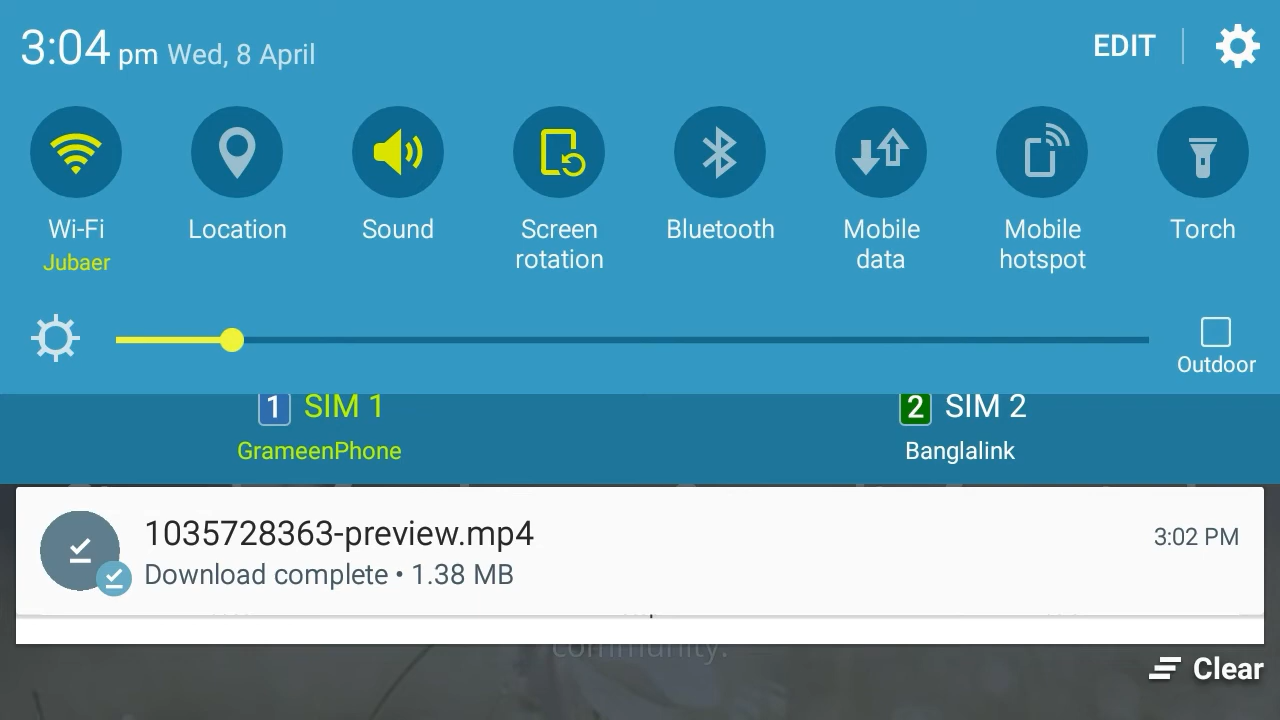 3:04 pm Wed, 8 April
EDIT
Wi-Fi
Jubaer
Location
Sound
Screen
rotation
Bluetooth
Mobile
data
Mobile
hotspot
Torch
Outdoor
1 SIM 1
GrameenPhone
2 SIM 2
Banglalink
1035728363-preview.mp4
3:02 PM
Download complete • 1.38 MB
community.
Clear